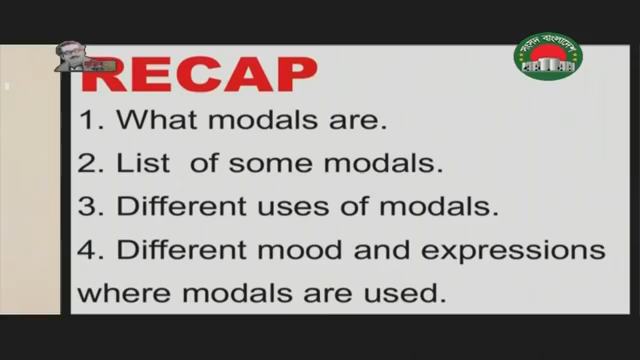 RECAP
সংসদ বাংলাদেশ
1. What modals are.
2. List of some modals.
3. Different uses of modals.
4. Different mood and expressions
where modals are used.